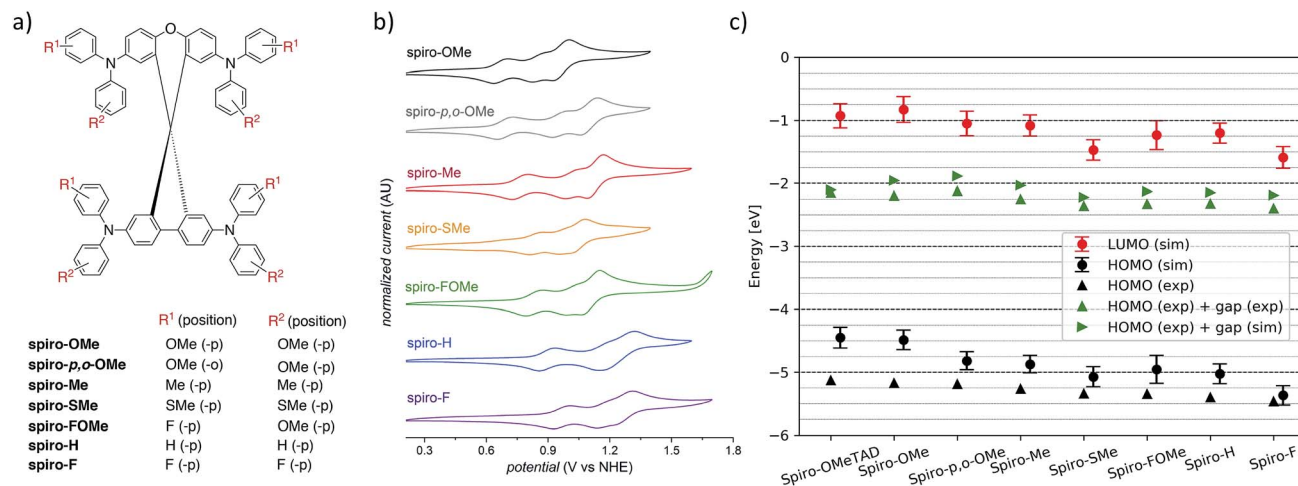 a)
O
R¹ R¹
N N
R² R²
R¹ R¹
N N
R² R²
R¹ (position) R² (position)
spiro-OMe OMe (-p) OMe (-p)
spiro-p,o-OMe OMe (-o) OMe (-p)
spiro-Me Me (-p) Me (-p)
spiro-SMe SMe (-p) SMe (-p)
spiro-FOMe F (-p) OMe (-p)
spiro-H H (-p) H (-p)
spiro-F F (-p) F (-p)
b)
normalized current (AU)
spiro-OMe
spiro-p,o-OMe
spiro-Me
spiro-SMe
spiro-FOMe
spiro-H
spiro-F
0.3 0.6 0.9 1.2 1.5 1.8
potential (V vs NHE)
c)
Energy [eV]
0
−1
−2
−3
−4
−5
−6
LUMO (sim)
HOMO (sim)
HOMO (exp)
HOMO (exp) + gap (exp)
HOMO (exp) + gap (sim)
Spiro-OMeTAD Spiro-OMe Spiro-p,o-OMe Spiro-Me Spiro-SMe Spiro-FOMe Spiro-H Spiro-F